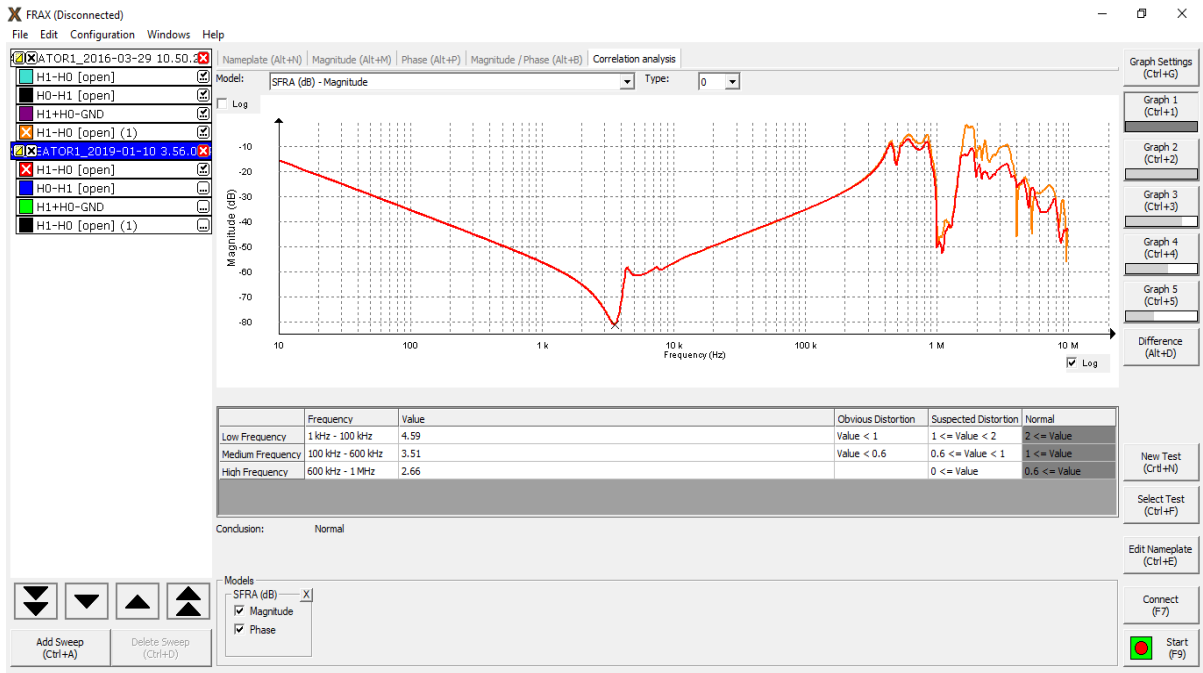 FRAX (Disconnected)
File Edit Configuration Windows Help
ATOR1_2016-03-29 10.50.2
H1-H0 [open]
H0-H1 [open]
H1+H0-GND
H1-H0 [open] (1)
EATOR1_2019-01-10 3.56.0
H1-H0 [open]
H0-H1 [open]
H1+H0-GND
H1-H0 [open] (1)
Add Sweep
(Ctrl+A)
Delete Sweep
(Ctrl+D)
Nameplate (Alt+N) Magnitude (Alt+M) Phase (Alt+P) Magnitude / Phase (Alt+B) Correlation analysis
Model: SFRA (dB) - Magnitude Type: 0
Log
Magnitude (dB)
-10
-20
-30
-40
-50
-60
-70
-80
10 100 1 k 10 k 100 k 1 M 10 M
Frequency (Hz)
Log
Frequency Value Obvious Distortion Suspected Distortion Normal
Low Frequency 1 kHz - 100 kHz 4.59 Value < 1 1 <= Value < 2 2 <= Value
Medium Frequency 100 kHz - 600 kHz 3.51 Value < 0.6 0.6 <= Value < 1 1 <= Value
High Frequency 600 kHz - 1 MHz 2.66 0 <= Value 0.6 <= Value
Conclusion: Normal
Models
SFRA (dB) X
Magnitude
Phase
Graph Settings
(Ctrl+G)
Graph 1
(Ctrl+1)
Graph 2
(Ctrl+2)
Graph 3
(Ctrl+3)
Graph 4
(Ctrl+4)
Graph 5
(Ctrl+5)
Difference
(Alt+D)
New Test
(Crtl+N)
Select Test
(Ctrl+F)
Edit Nameplate
(Ctrl+E)
Connect
(F7)
Start
(F9)